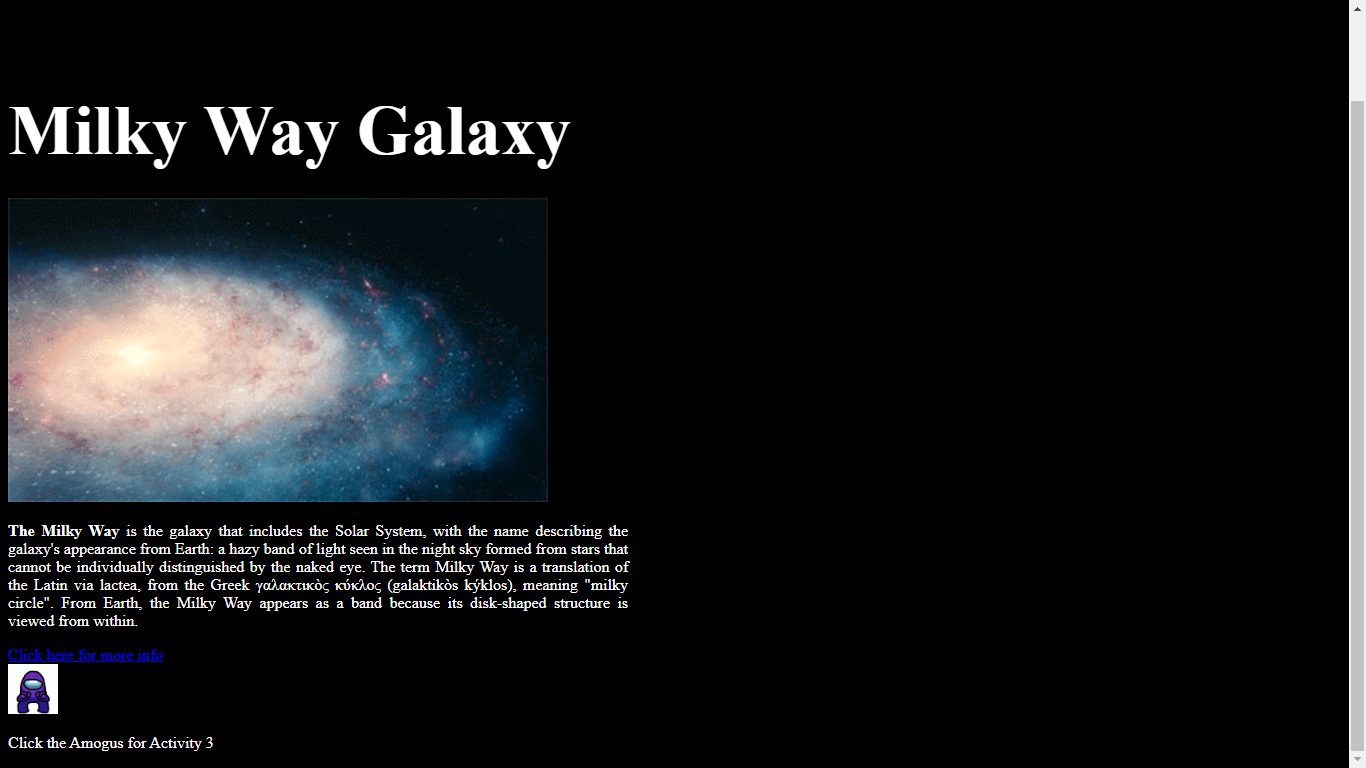 Milky Way Galaxy
The Milky Way is the galaxy that includes the Solar System, with the name describing the
galaxy's appearance from Earth: a hazy band of light seen in the night sky formed from stars that
cannot be individually distinguished by the naked eye. The term Milky Way is a translation of
the Latin via lactea, from the Greek γαλακτικὸς κύκλος (galaktikòs kýklos), meaning "milky
circle". From Earth, the Milky Way appears as a band because its disk-shaped structure is
viewed from within.
Click here for more info
Click the Amogus for Activity 3